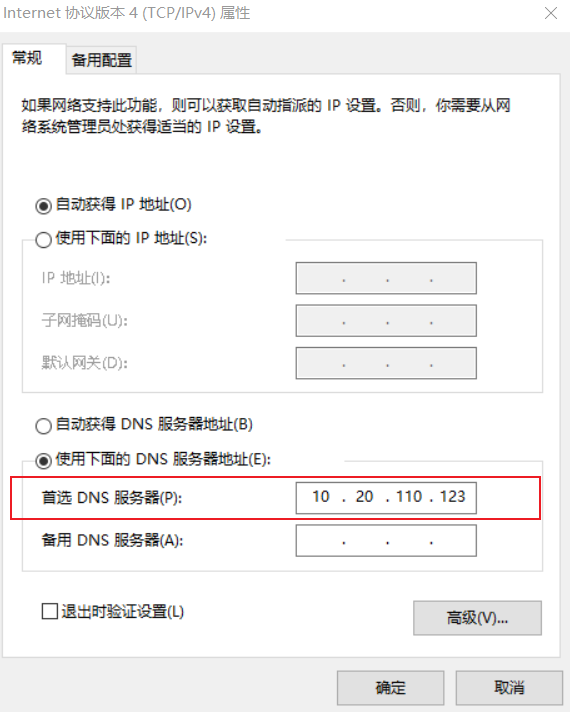 Internet 协议版本 4 (TCP/IPv4) 属性
常规
备用配置
如果网络支持此功能，则可以获取自动指派的 IP 设置。否则，你需要从网
络系统管理员处获得适当的 IP 设置。
自动获得 IP 地址(O)
使用下面的 IP 地址(S):
IP 地址(I):
子网掩码(U):
默认网关(D):
自动获得 DNS 服务器地址(B)
使用下面的 DNS 服务器地址(E):
首选 DNS 服务器(P): 10 . 20 . 110 . 123
备用 DNS 服务器(A):
退出时验证设置(L)
高级(V)...
确定 取消